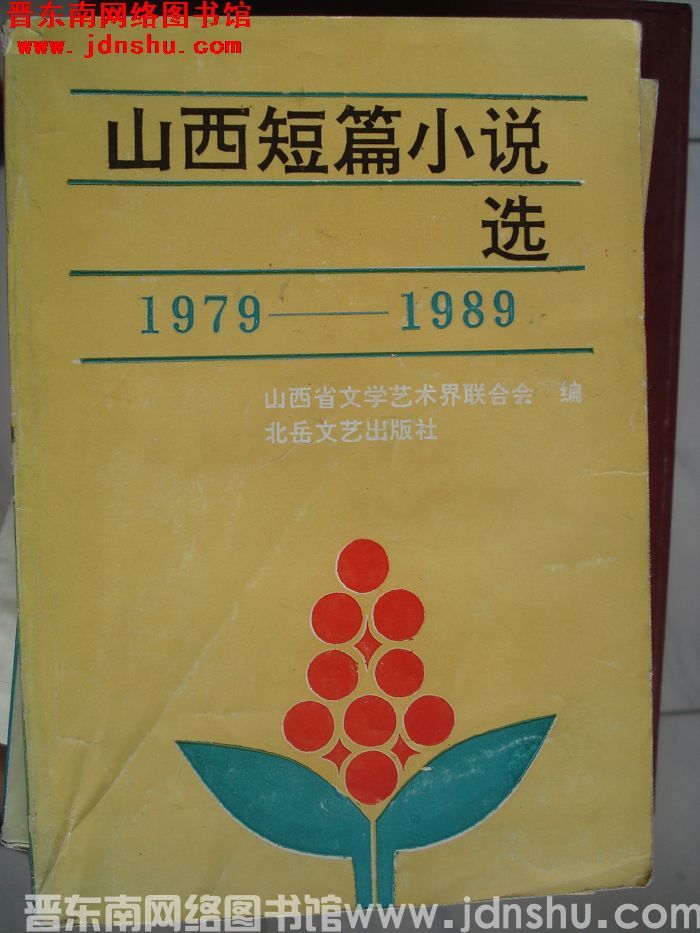 晋东南网络图书馆
www.jdnshu.com
山西短篇小说
选
1979——1989
山西省文学艺术界联合会 编
北岳文艺出版社
晋东南网络图书馆www.jdnshu.com